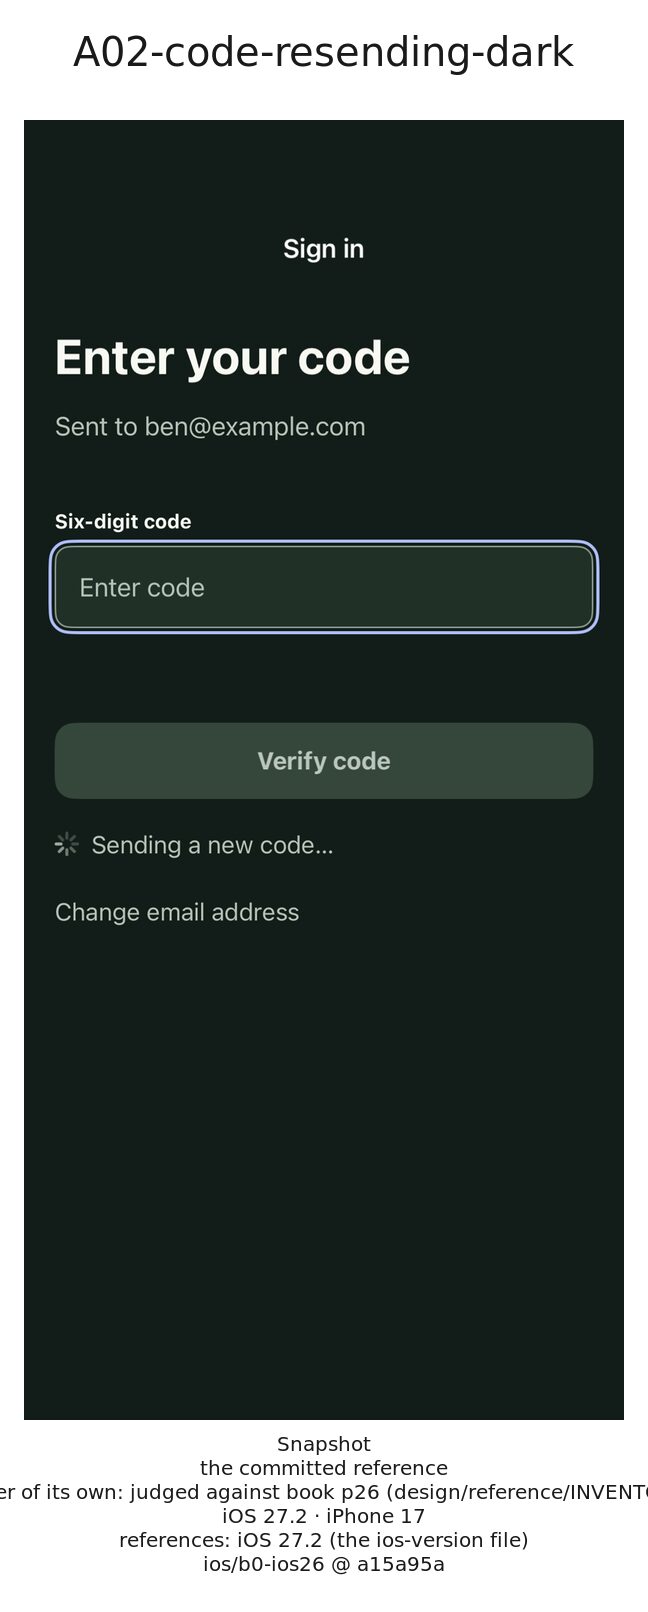 A02-code-resending-dark
Sign in
Enter your code
Sent to ben@example.com
Six-digit code
Enter code
Verify code
Sending a new code...
Change email address
Snapshot
the committed reference
er of its own: judged against book p26 (design/reference/INVENTO
iOS 27.2 · iPhone 17
references: iOS 27.2 (the ios-version file)
ios/b0-ios26 @ a15a95a